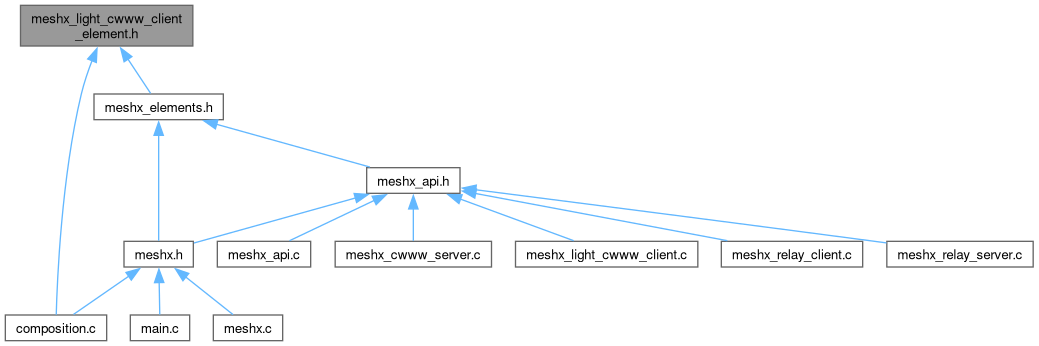 meshx_light_cwww_client
_element.h
meshx_elements.h
meshx_api.h
meshx.h
meshx_api.c
meshx_cwww_server.c
meshx_light_cwww_client.c
meshx_relay_client.c
meshx_relay_server.c
composition.c
main.c
meshx.c